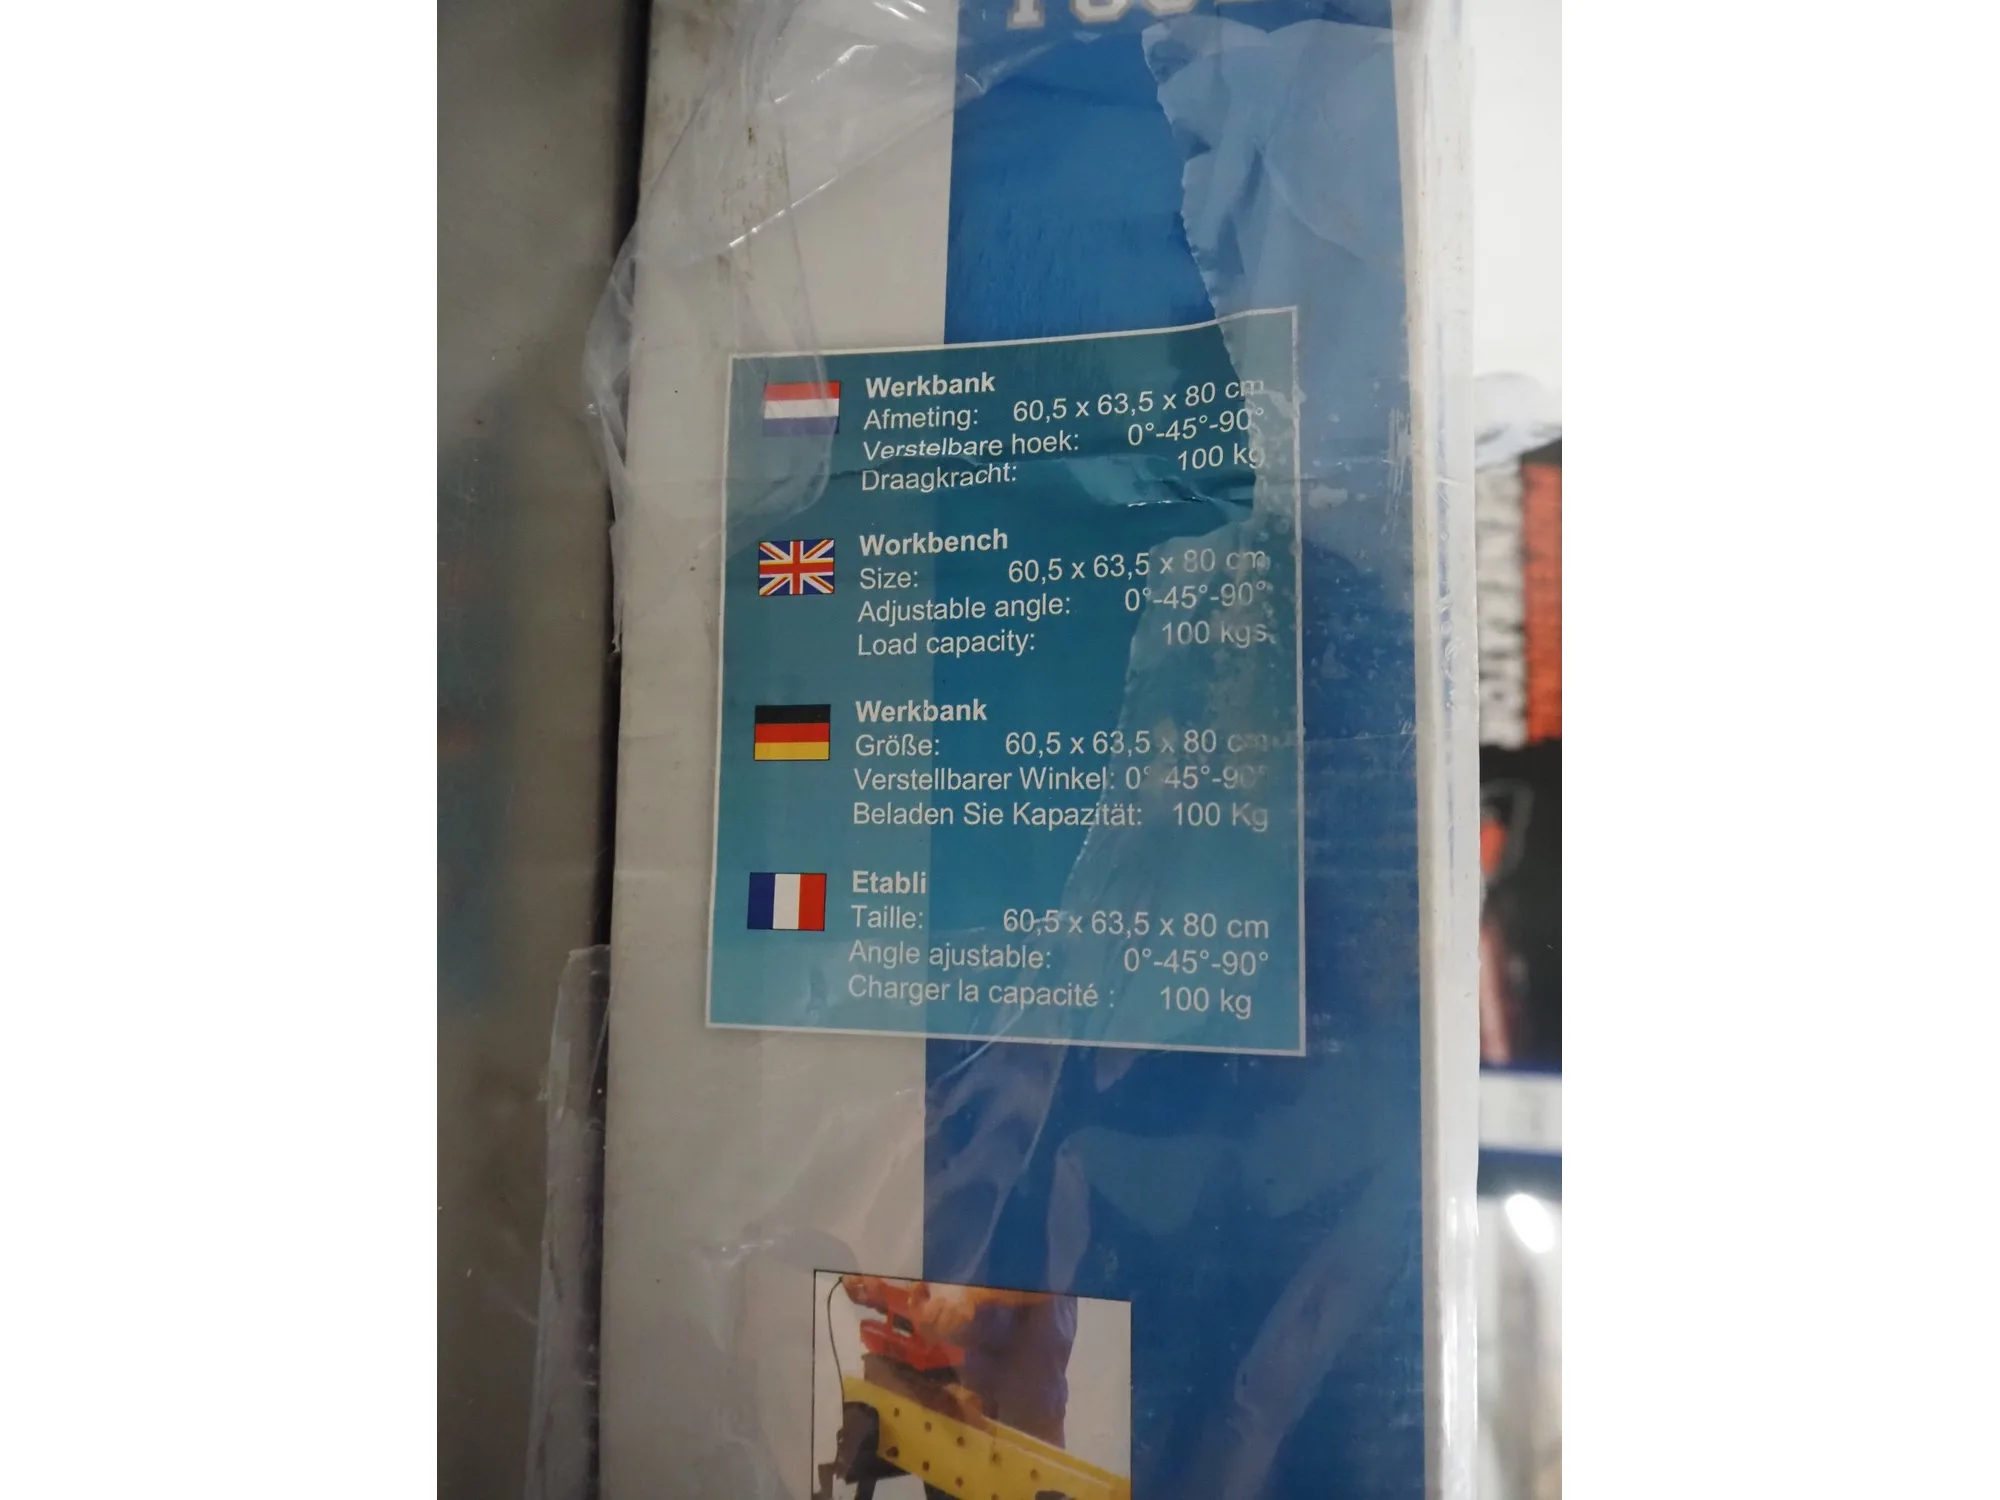 Werkbank
Afmeting: 60,5 x 63,5 x 80 cm
Verstelbare hoek: 0°-45°-90°
Draagkracht: 100 kg
Workbench
Size: 60,5 x 63,5 x 80 cm
Adjustable angle: 0°-45°-90°
Load capacity: 100 kgs.
Werkbank
Größe: 60,5 x 63,5 x 80 cm
Verstellbarer Winkel: 0°-45°-90°
Beladen Sie Kapazität: 100 Kg
Etabli
Taille: 60,5 x 63,5 x 80 cm
Angle ajustable: 0°-45°-90°
Charger la capacité : 100 kg